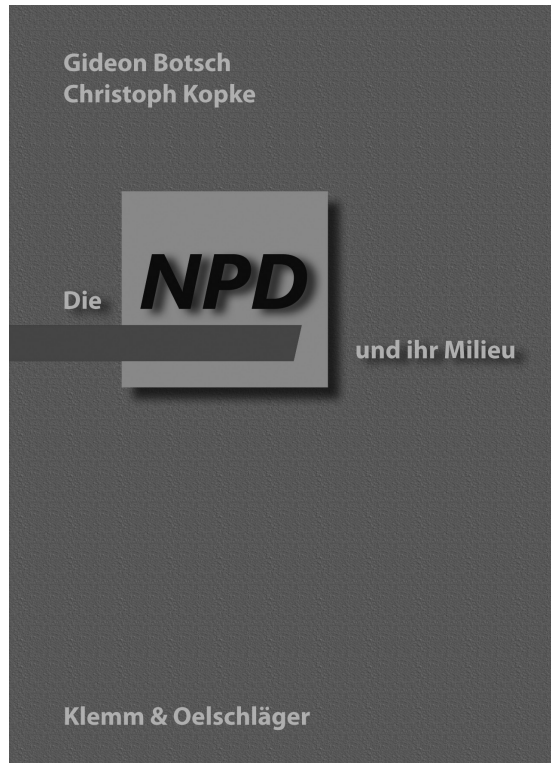 Gideon Botsch
Christoph Kopke
Die NPD
und ihr Milieu
Klemm & Oelschläger